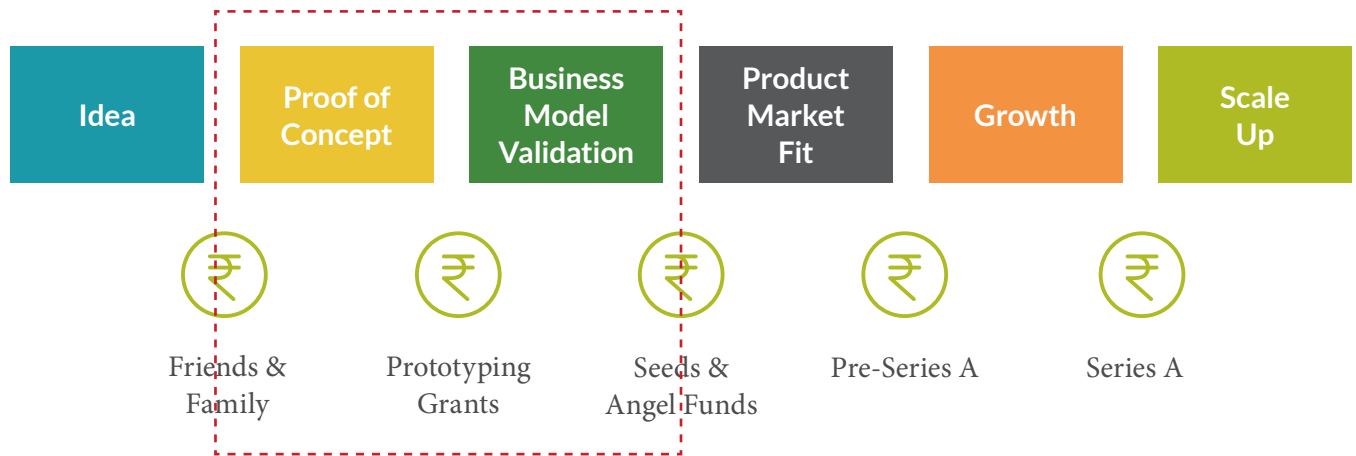 Idea
Proof of
Concept
Business
Model
Validation
Product
Market
Fit
Growth
Scale
Up
₹
₹
₹
₹
₹
Friends &
Family
Prototyping
Grants
Seeds &
Angel Funds
Pre-Series A
Series A